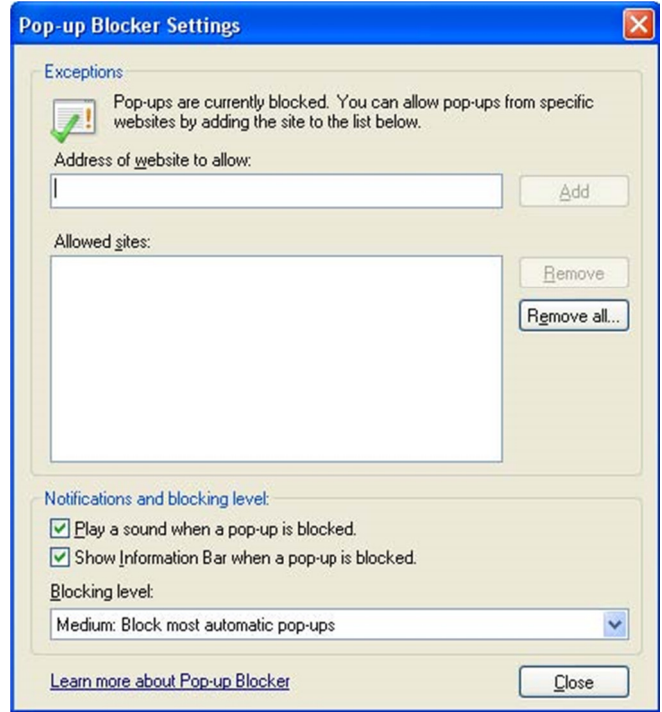 Pop-up Blocker Settings
Exceptions
Pop-ups are currently blocked. You can allow pop-ups from specific
websites by adding the site to the list below.
Address of website to allow:
Add
Allowed sites:
Remove
Remove all...
Notifications and blocking level:
Play a sound when a pop-up is blocked.
Show Information Bar when a pop-up is blocked.
Blocking level:
Medium: Block most automatic pop-ups
Learn more about Pop-up Blocker
Close